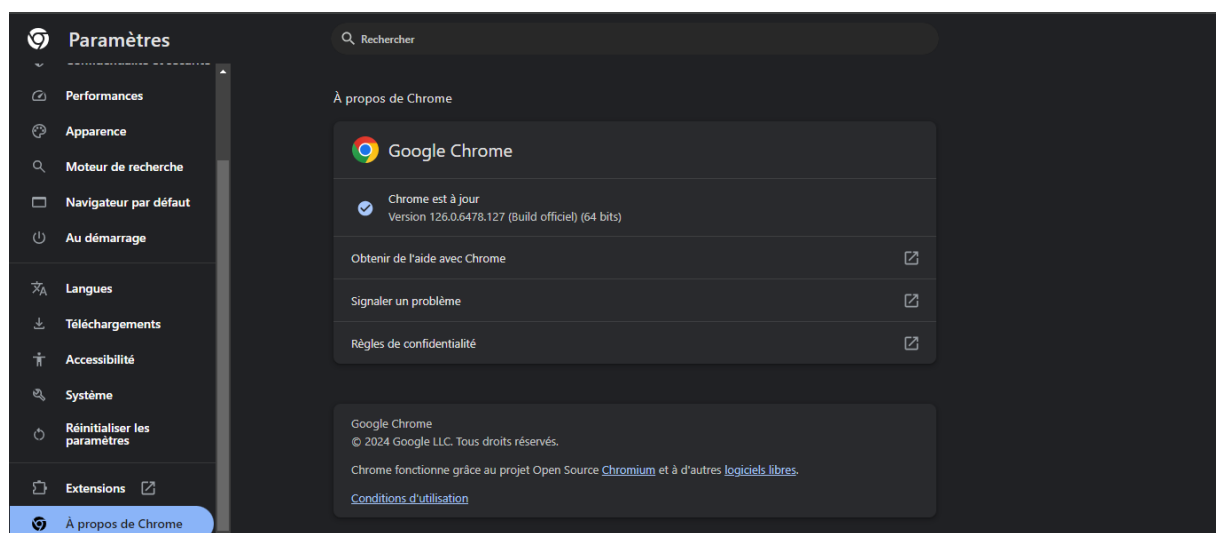 Paramètres
Rechercher
Performances
Apparence
Moteur de recherche
Navigateur par défaut
Au démarrage
Langues
Téléchargements
Accessibilité
Système
Réinitialiser les
paramètres
Extensions
À propos de Chrome
À propos de Chrome
Google Chrome
Chrome est à jour
Version 126.0.6478.127 (Build officiel) (64 bits)
Obtenir de l'aide avec Chrome
Signaler un problème
Règles de confidentialité
Google Chrome
© 2024 Google LLC. Tous droits réservés.
Chrome fonctionne grâce au projet Open Source Chromium et à d'autres logiciels libres.
Conditions d'utilisation